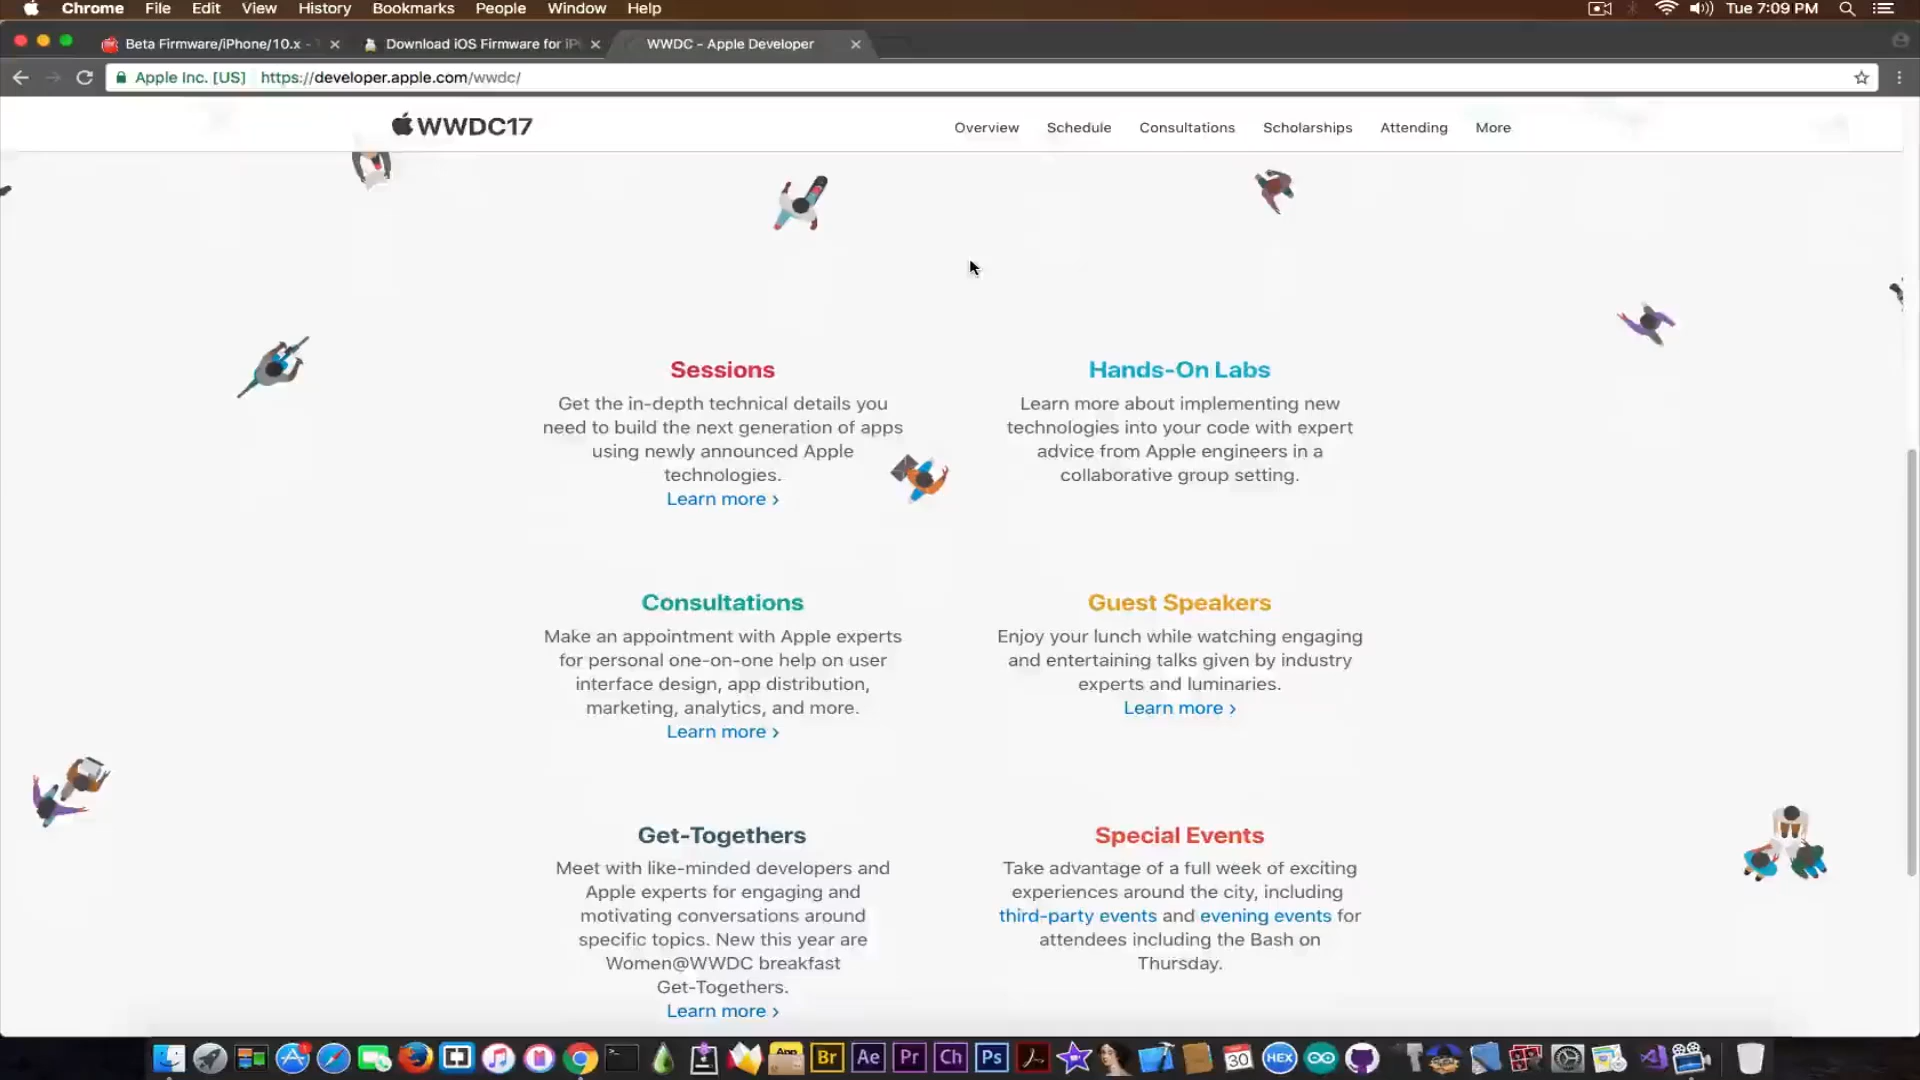 Chrome File Edit View History Bookmarks People Window Help Tue 7:09 PM
Beta Firmware/iPhone/10.x - Download iOS Firmware for iP WWDC - Apple Developer
Apple Inc. [US] https://developer.apple.com/wwdc/
WWDC17 Overview Schedule Consultations Scholarships Attending More
Sessions
Get the in-depth technical details you
need to build the next generation of apps
using newly announced Apple
technologies.
Learn more ›
Hands-On Labs
Learn more about implementing new
technologies into your code with expert
advice from Apple engineers in a
collaborative group setting.
Consultations
Make an appointment with Apple experts
for personal one-on-one help on user
interface design, app distribution,
marketing, analytics, and more.
Learn more ›
Guest Speakers
Enjoy your lunch while watching engaging
and entertaining talks given by industry
experts and luminaries.
Learn more ›
Get-Togethers
Meet with like-minded developers and
Apple experts for engaging and
motivating conversations around
specific topics. New this year are
Women@WWDC breakfast
Get-Togethers.
Learn more ›
Special Events
Take advantage of a full week of exciting
experiences around the city, including
third-party events and evening events for
attendees including the Bash on
Thursday.
Br Ae Pr Ch Ps 30 HEX